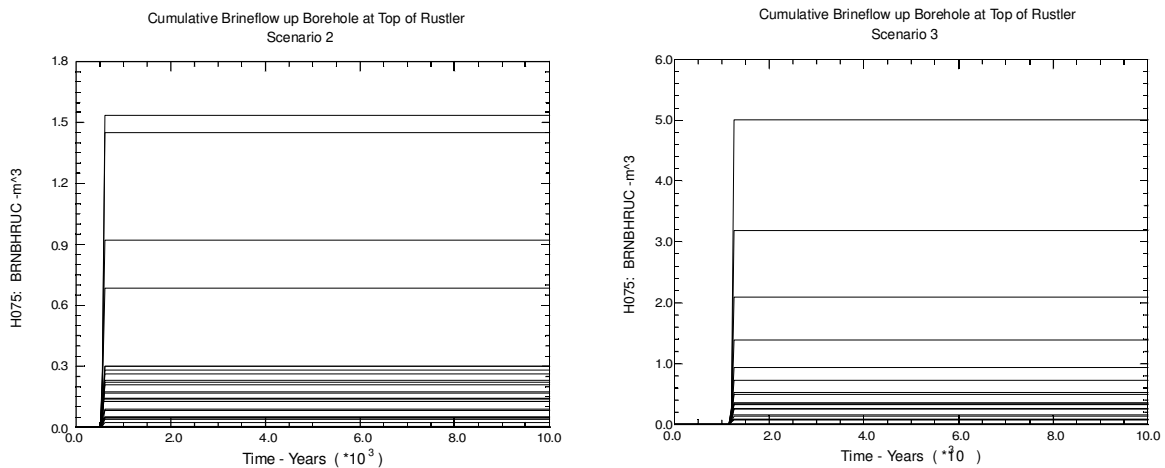 Cumulative Brineflow up Borehole at Top of Rustler
Scenario 2
1.8
1.5
1.2
0.9
0.6
0.3
0.0
H075: BRNBHRUC -m^3
0.0 2.0 4.0 6.0 8.0 10.0
Time - Years ( *10 3 )
Cumulative Brineflow up Borehole at Top of Rustler
Scenario 3
6.0
5.0
4.0
3.0
2.0
1.0
0.0
H075: BRNBHRUC -m^3
0.0 2.0 4.0 6.0 8.0 10.0
Time - Years ( *10 3 )